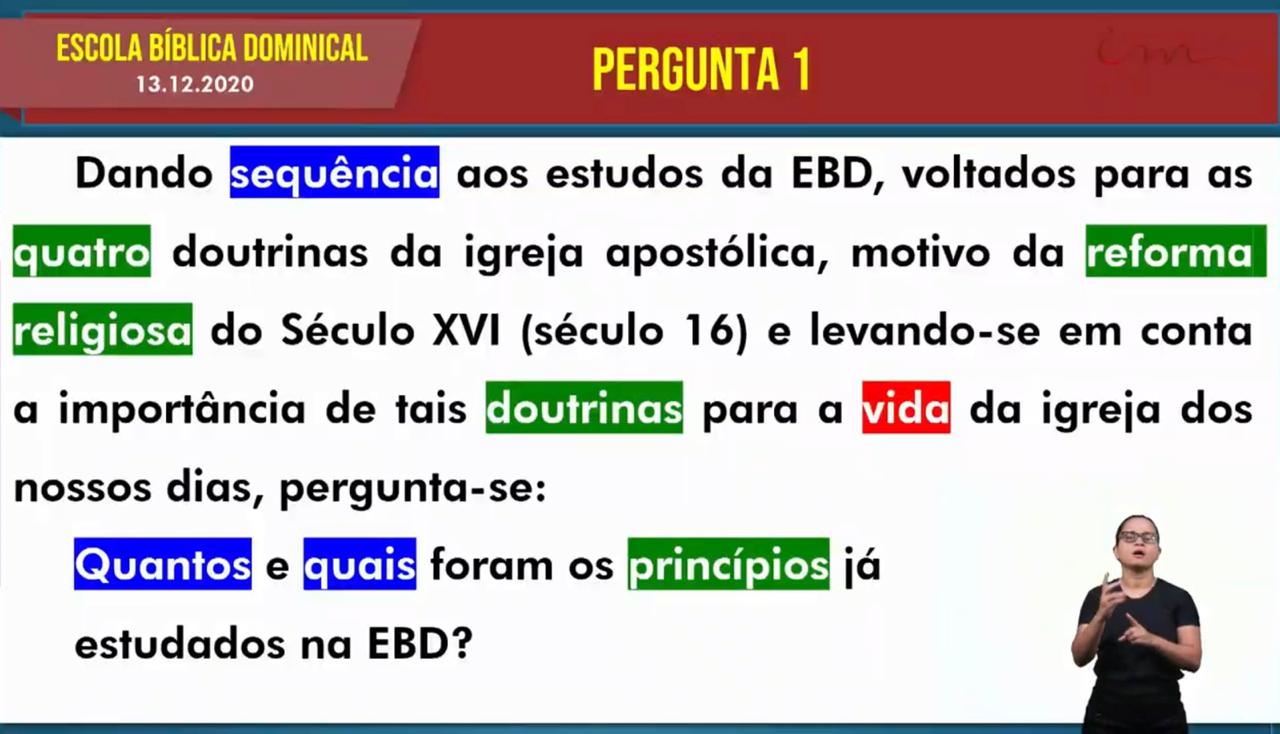 ESCOLA BÍBLICA DOMINICAL
13.12.2020
PERGUNTA 1
Dando sequência aos estudos da EBD, voltados para as
quatro doutrinas da igreja apostólica, motivo da reforma
religiosa do Século XVI (século 16) e levando-se em conta
a importância de tais doutrinas para a vida da igreja dos
nossos dias, pergunta-se:
Quantos e quais foram os princípios já
estudados na EBD?